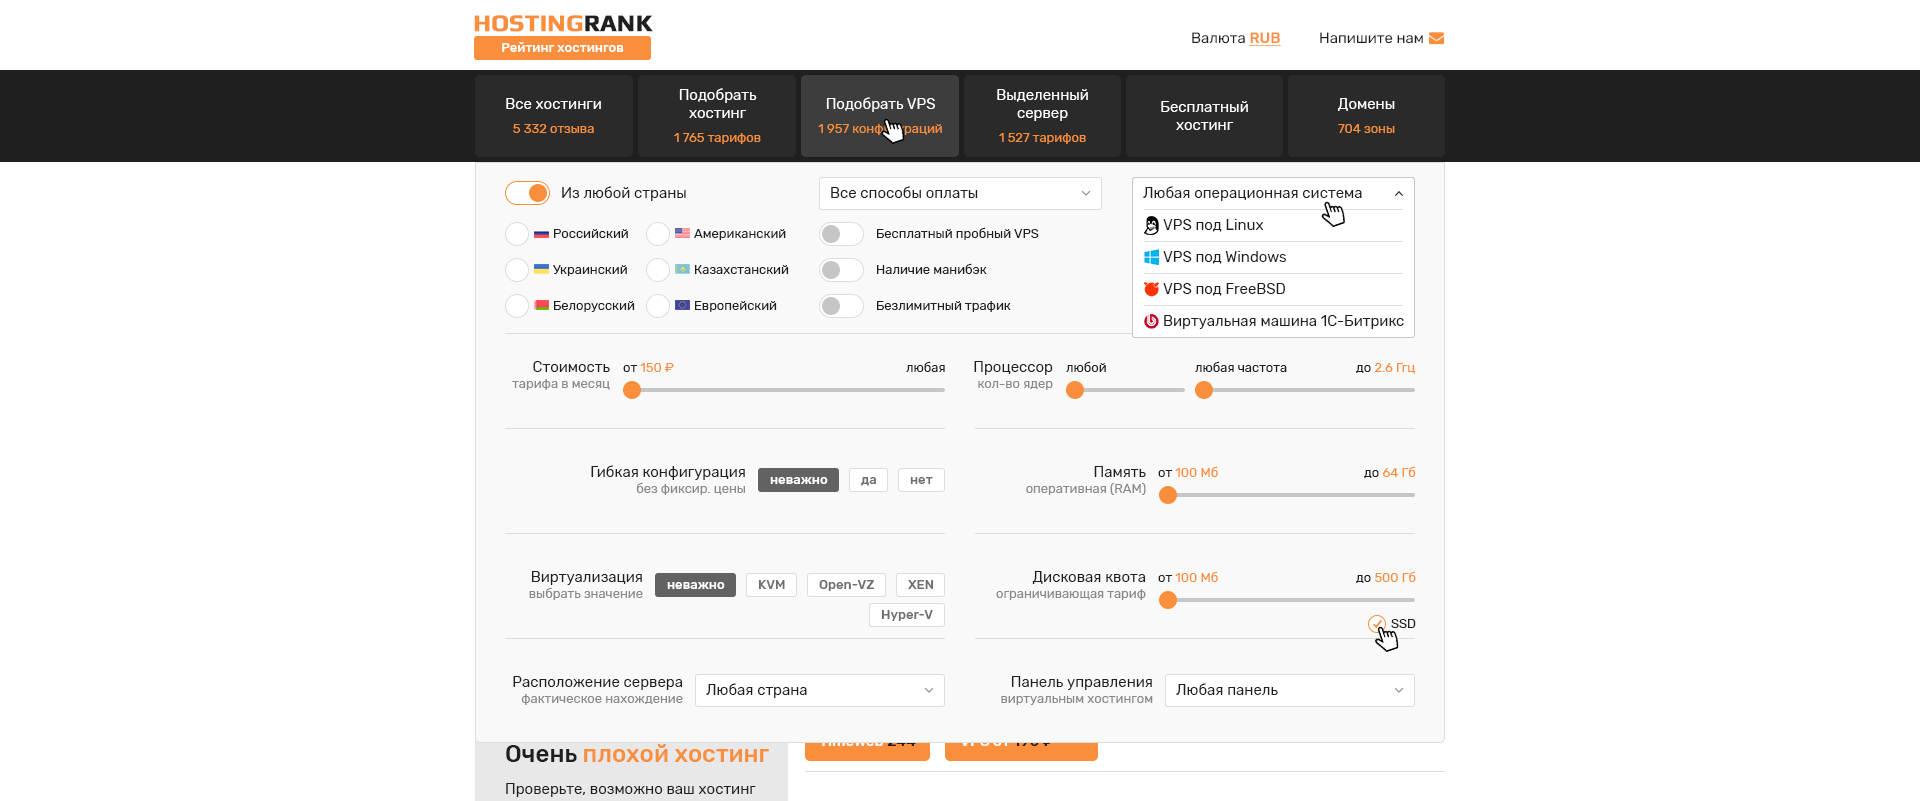 HOSTINGRANK
Рейтинг хостингов
Валюта RUB
Напишите нам
Все хостинги
5 332 отзыва
Подобрать
хостинг
1 765 тарифов
Подобрать VPS
1 957 конфигураций
Выделенный
сервер
1 527 тарифов
Бесплатный
хостинг
Домены
704 зоны
Из любой страны
Российский
Американский
Украинский
Казахстанский
Белорусский
Европейский
Все способы оплаты
Бесплатный пробный VPS
Наличие манибэк
Безлимитный трафик
Любая операционная система
VPS под Linux
VPS под Windows
VPS под FreeBSD
Виртуальная машина 1С-Битрикс
Стоимость
тарифа в месяц
от 150 ₽
любая
Процессор
кол-во ядер
любой
любая частота
до 2.6 Ггц
Гибкая конфигурация
без фиксир. цены
неважно
да
нет
Память
оперативная (RAM)
от 100 Мб
до 64 Гб
Виртуализация
выбрать значение
неважно
KVM
Open-VZ
XEN
Hyper-V
Дисковая квота
ограничивающая тариф
от 100 Мб
до 500 Гб
SSD
Расположение сервера
фактическое нахождение
Любая страна
Панель управления
виртуальным хостингом
Любая панель
Очень плохой хостинг
Проверьте, возможно ваш хостинг